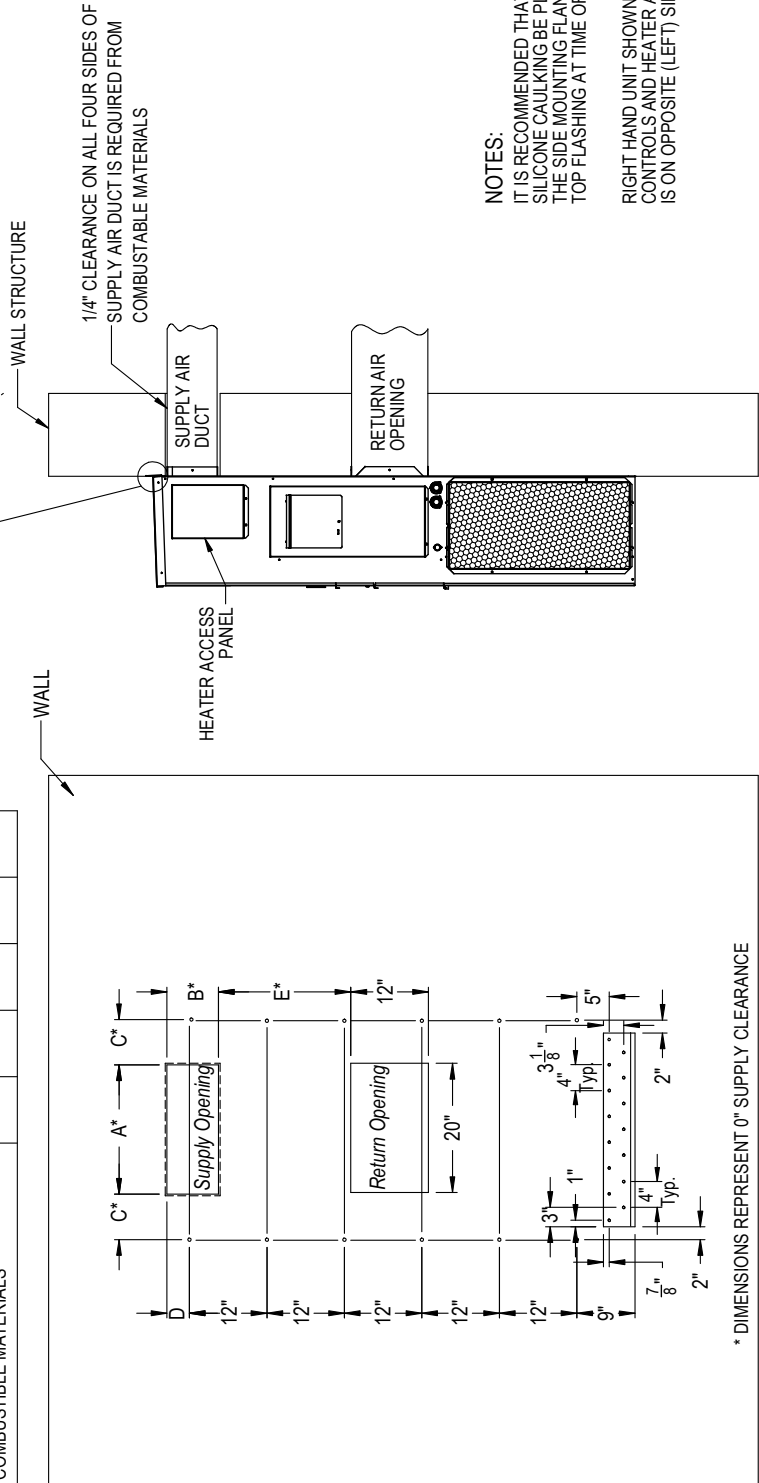 COMBUSTIBLE MATERIALS
WALL
WALL STRUCTURE
1/4" CLEARANCE ON ALL FOUR SIDES OF
SUPPLY AIR DUCT IS REQUIRED FROM
COMBUSTABLE MATERIALS
HEATER ACCESS
PANEL
SUPPLY AIR
DUCT
RETURN AIR
OPENING
C*
A*
C*
B*
E*
12"
D
12"
12"
12"
12"
12"
9"
Supply Opening
Return Opening
20"
5"
3 1/8"
4"
Typ.
2"
1"
3"
4"
Typ.
7/8"
2"
* DIMENSIONS REPRESENT 0" SUPPLY CLEARANCE
NOTES:
IT IS RECOMMENDED THA
SILICONE CAULKING BE
THE SIDE MOUNTING FLAN
TOP FLASHING AT TIME OF
RIGHT HAND UNIT SHOWN
CONTROLS AND HEATER A
IS ON OPPOSITE (LEFT)